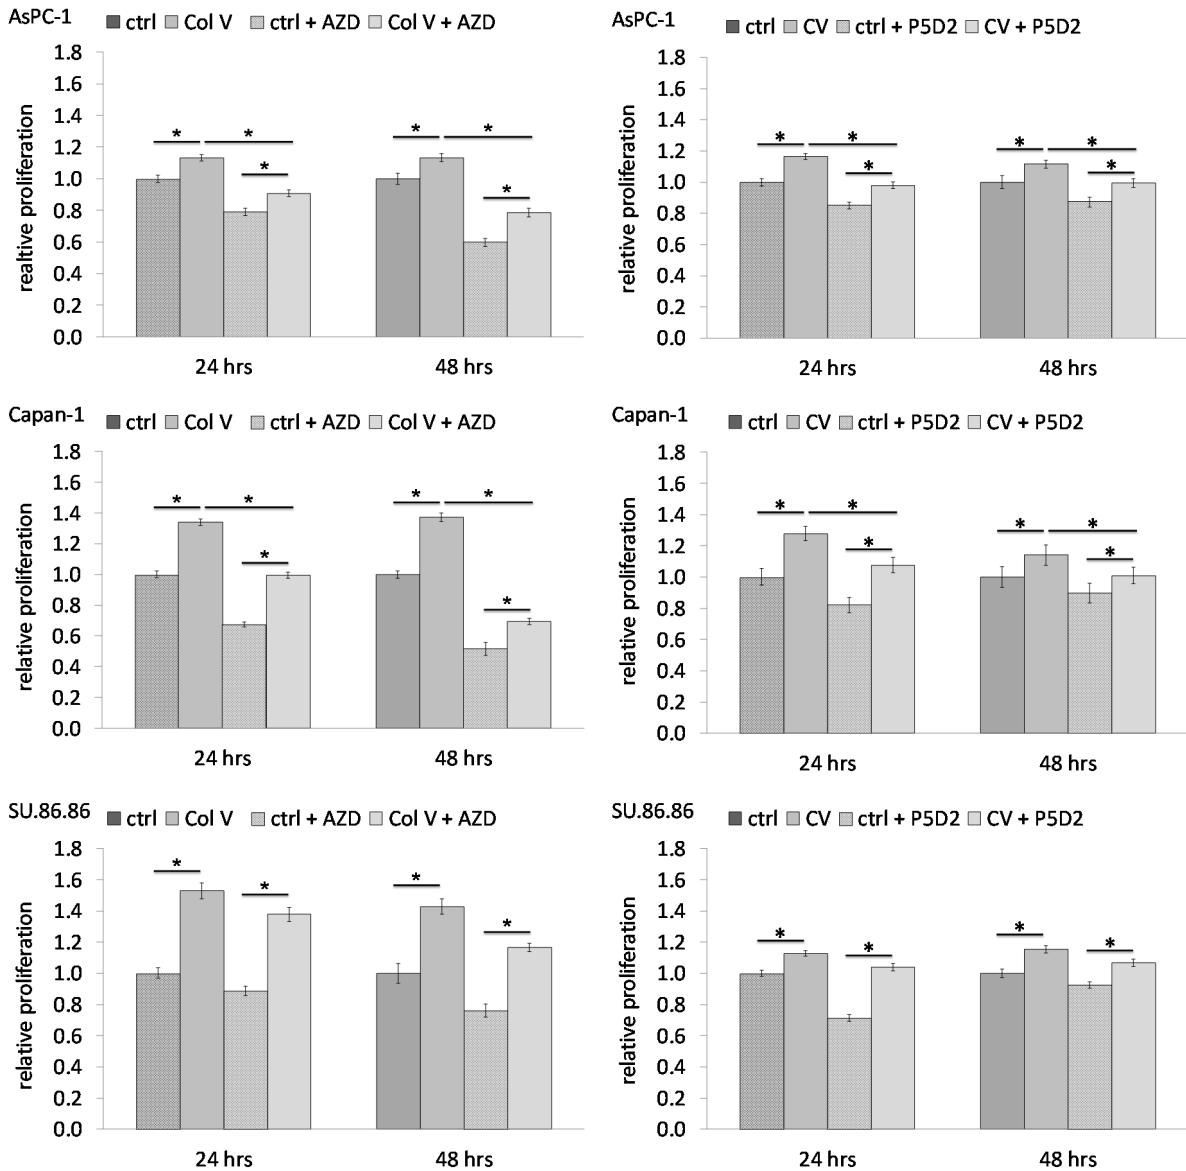 AsPC-1
ctrl Col V ctrl + AZD Col V + AZD
realtive proliferation
1.8
1.6
1.4
1.2
1.0
0.8
0.6
0.4
0.2
0.0
* * *
* * *
24 hrs
48 hrs
AsPC-1
ctrl CV ctrl + P5D2 CV + P5D2
relative proliferation
1.8
1.6
1.4
1.2
1.0
0.8
0.6
0.4
0.2
0.0
* * *
* * *
24 hrs
48 hrs
Capan-1
ctrl Col V ctrl + AZD Col V + AZD
relative proliferation
1.8
1.6
1.4
1.2
1.0
0.8
0.6
0.4
0.2
0.0
* * *
* * *
24 hrs
48 hrs
Capan-1
ctrl CV ctrl + P5D2 CV + P5D2
relative proliferation
1.8
1.6
1.4
1.2
1.0
0.8
0.6
0.4
0.2
0.0
* * *
* * *
24 hrs
48 hrs
SU.86.86
ctrl Col V ctrl + AZD Col V + AZD
relative proliferation
1.8
1.6
1.4
1.2
1.0
0.8
0.6
0.4
0.2
0.0
* *
* *
24 hrs
48 hrs
SU.86.86
ctrl CV ctrl + P5D2 CV + P5D2
relative proliferation
1.8
1.6
1.4
1.2
1.0
0.8
0.6
0.4
0.2
0.0
* *
* *
24 hrs
48 hrs